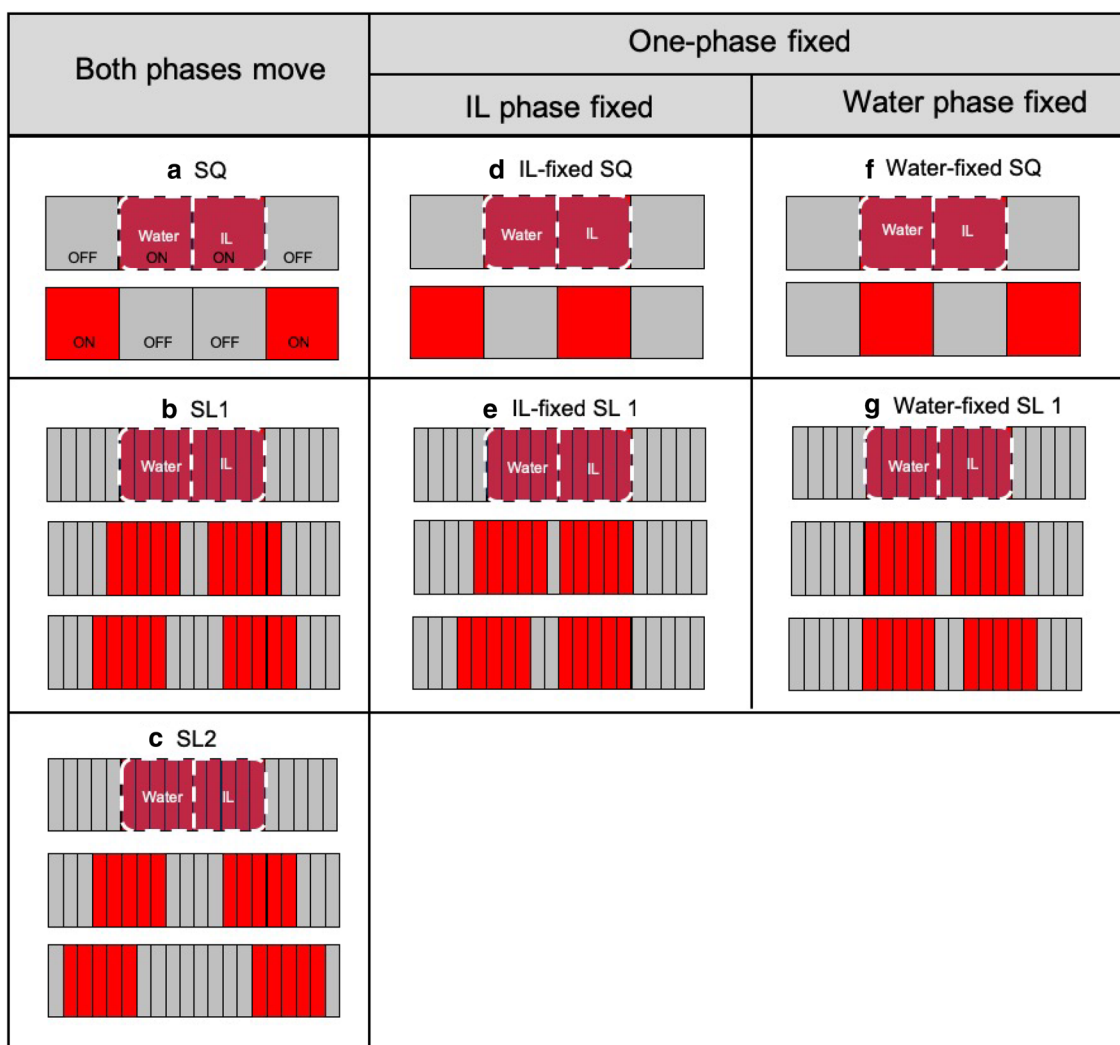 Both phases move
One-phase fixed
IL phase fixed
Water phase fixed
a SQ
Water
IL
OFF
ON
ON
OFF
ON
OFF
OFF
ON
d IL-fixed SQ
Water
IL
f Water-fixed SQ
Water
IL
b SL1
Water
IL
e IL-fixed SL 1
Water
IL
g Water-fixed SL 1
Water
IL
c SL2
Water
IL